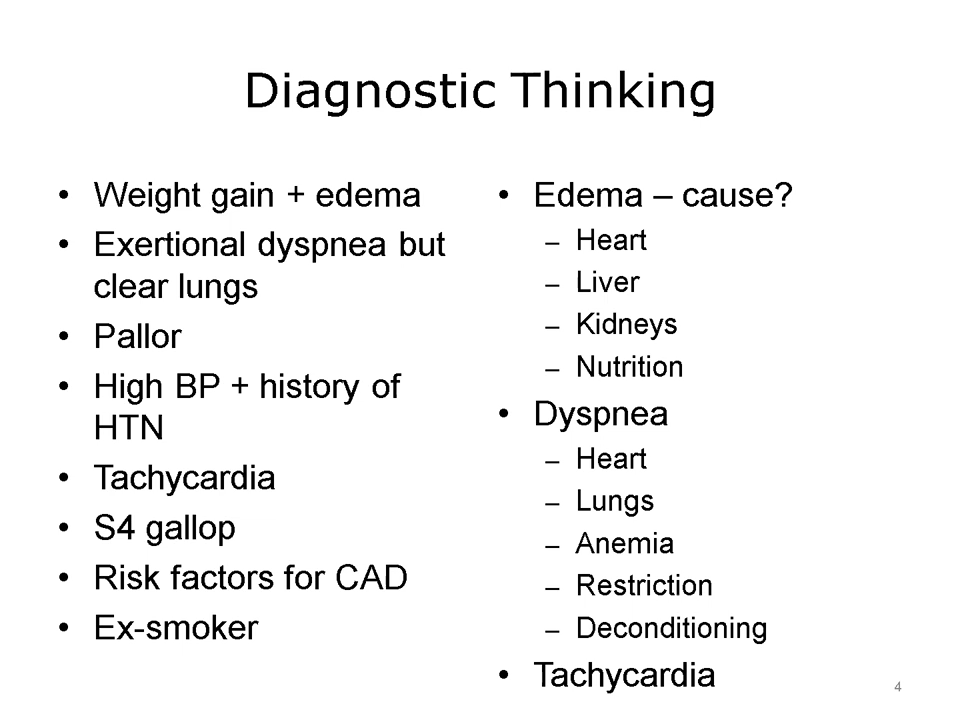 Diagnostic Thinking
• Weight gain + edema
• Exertional dyspnea but
clear lungs
• Pallor
• High BP + history of
HTN
• Tachycardia
• S4 gallop
• Risk factors for CAD
• Ex-smoker
• Edema – cause?
– Heart
– Liver
– Kidneys
– Nutrition
• Dyspnea
– Heart
– Lungs
– Anemia
– Restriction
– Deconditioning
• Tachycardia
4